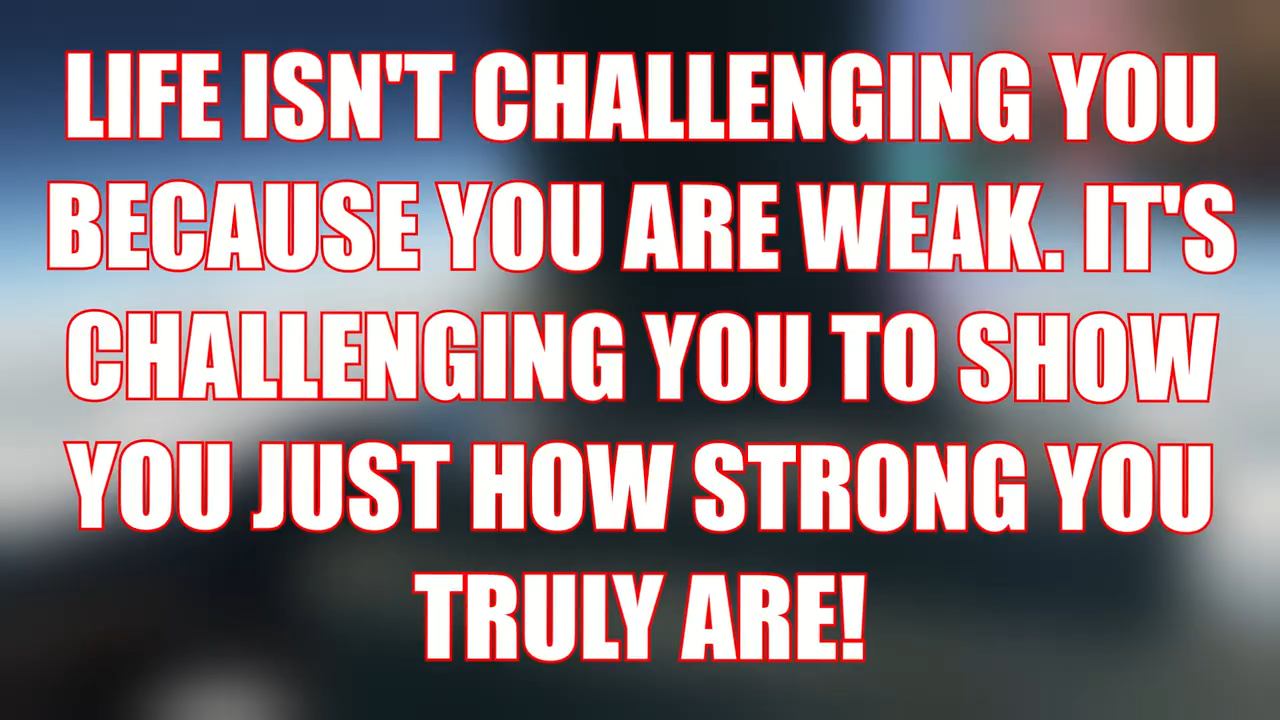 LIFE ISN'T CHALLENGING YOU
BECAUSE YOU ARE WEAK. IT'S
CHALLENGING YOU TO SHOW
YOU JUST HOW STRONG YOU
TRULY ARE!